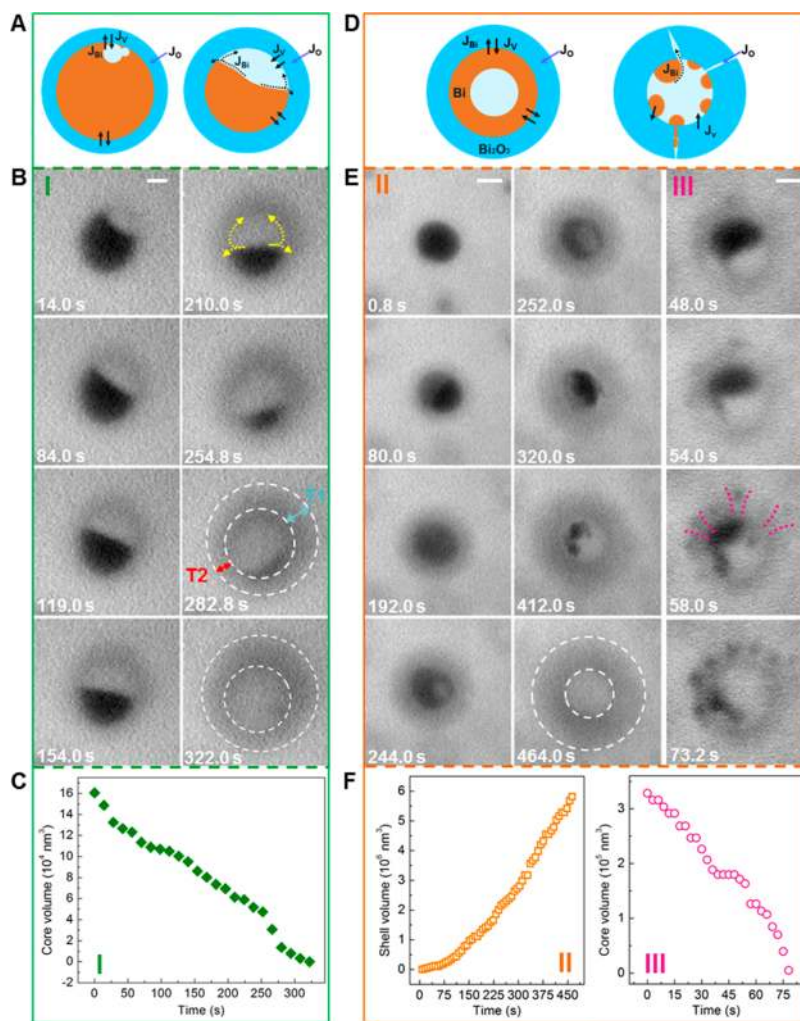 A
J_Bi
J_V
J_O
J_Bi
J_V
J_O
D
J_Bi
J_V
J_O
Bi
Bi₂O₃
J_Bi
J_V
J_O
B
I
14.0 s
210.0 s
84.0 s
254.8 s
119.0 s
T1
T2
282.8 s
154.0 s
322.0 s
E
II
III
0.8 s
252.0 s
48.0 s
80.0 s
320.0 s
54.0 s
192.0 s
412.0 s
58.0 s
244.0 s
464.0 s
73.2 s
C
Core volume (10⁴ nm³)
16
14
12
10
8
6
4
2
0
I
0 50 100 150 200 250 300
Time (s)
F
Shell volume (10⁶ nm³)
6
5
4
3
2
1
0
II
0 75 150 225 300 375 450
Time (s)
Core volume (10⁵ nm³)
3
2
1
0
III
0 15 30 45 60 75
Time (s)